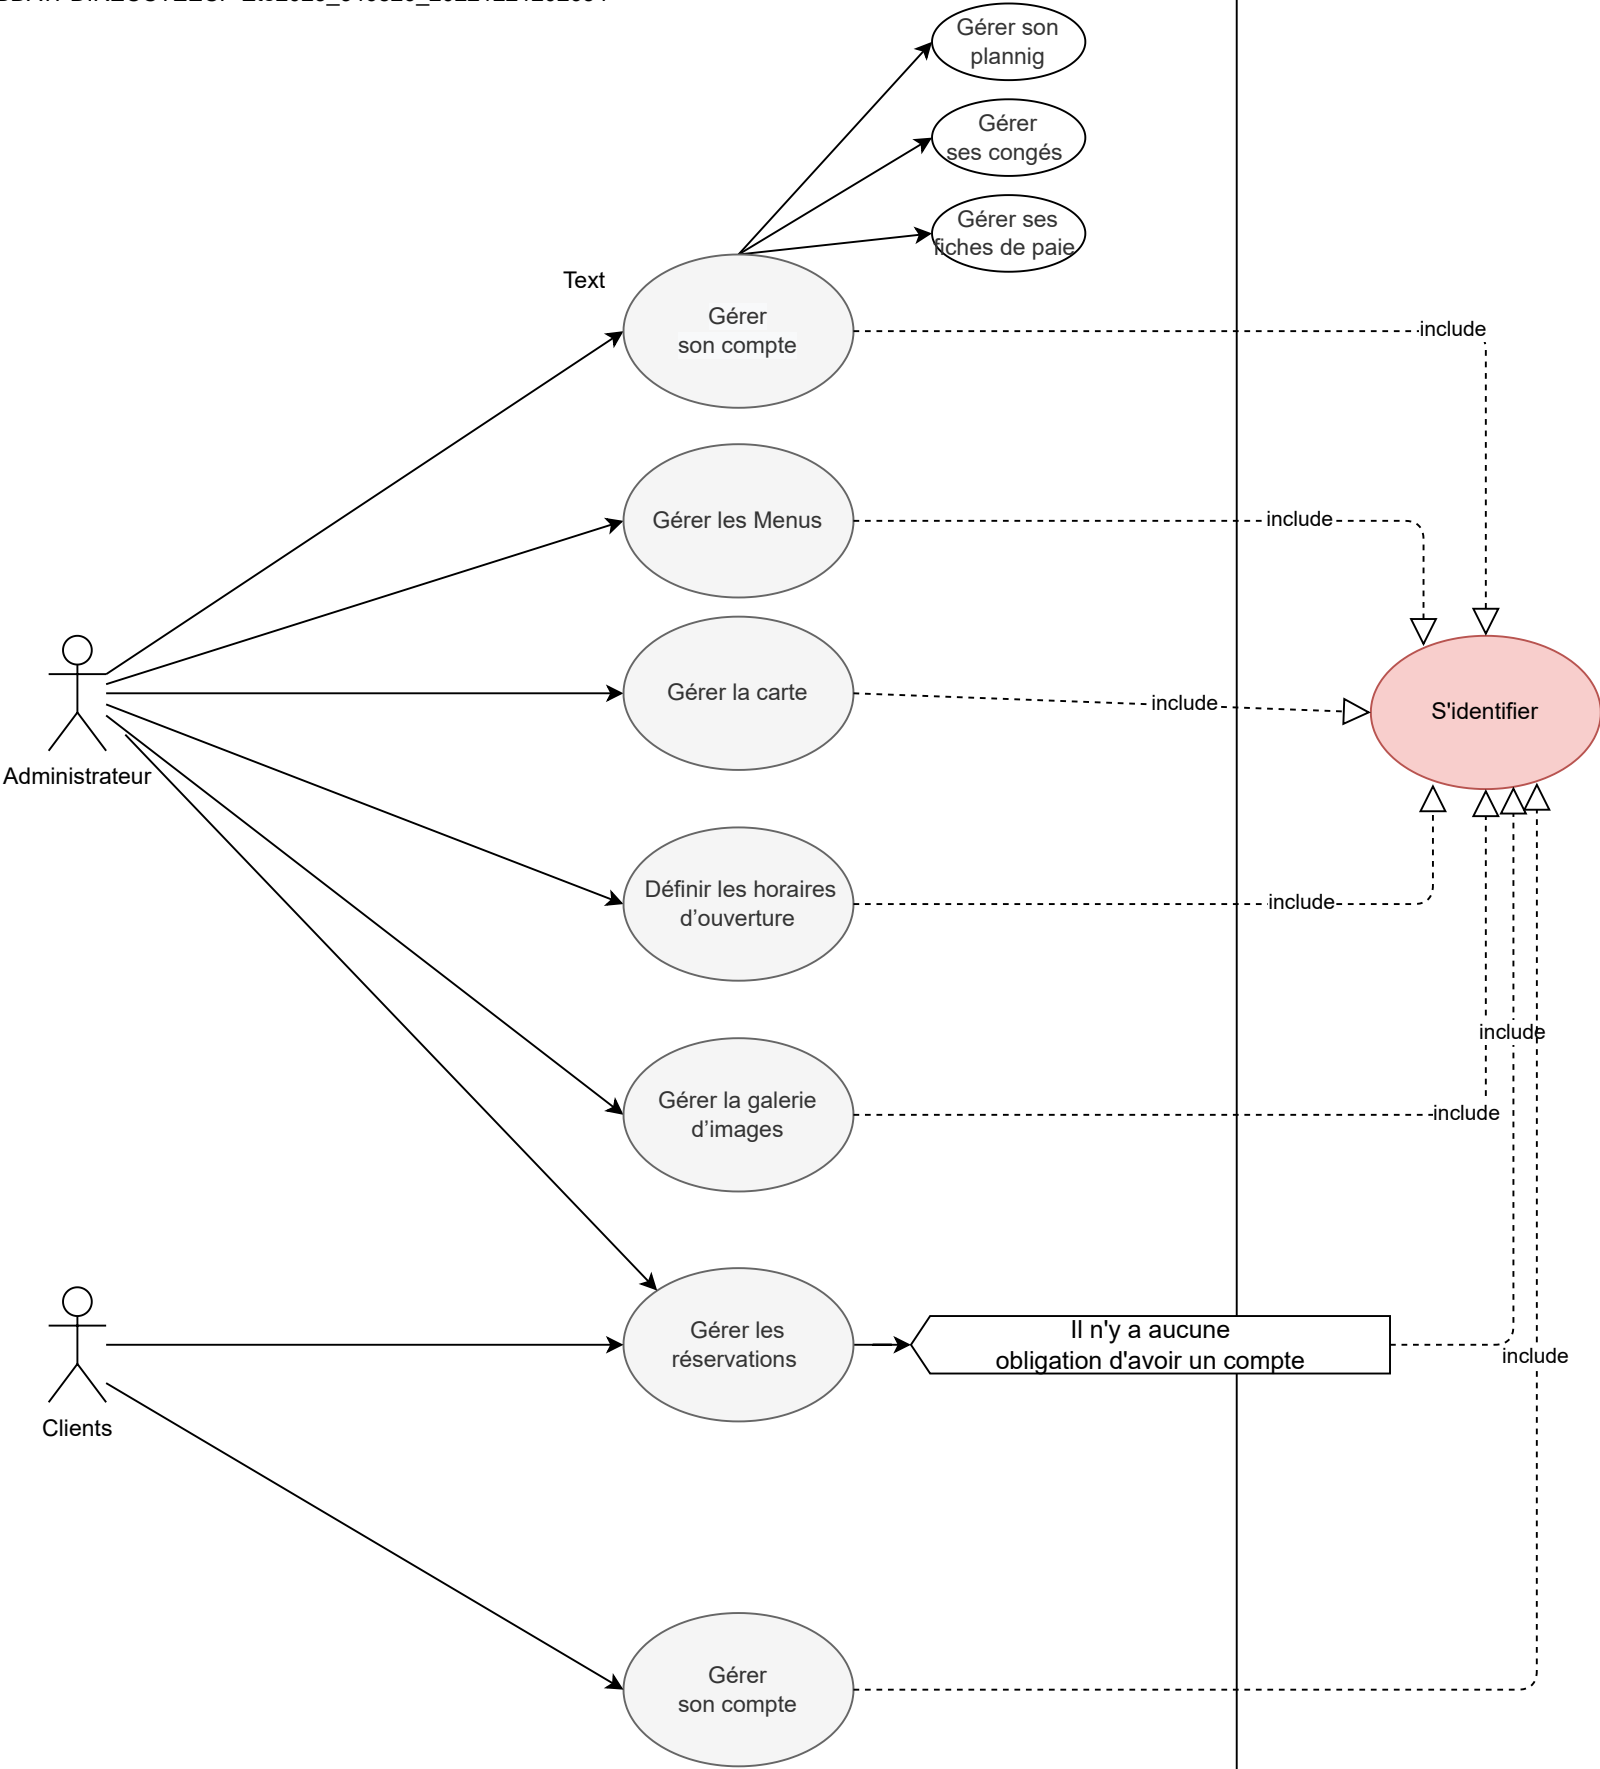 Gérer son
plannig
Gérer
ses congés
Gérer ses
fiches de paie
Text
Gérer
son compte
include
Gérer les Menus
include
Gérer la carte
include
S'identifier
Administrateur
Définir les horaires
d’ouverture
include
include
Gérer la galerie
d’images
include
Gérer les
réservations
Il n'y a aucune
obligation d'avoir un compte
include
Clients
Gérer
son compte